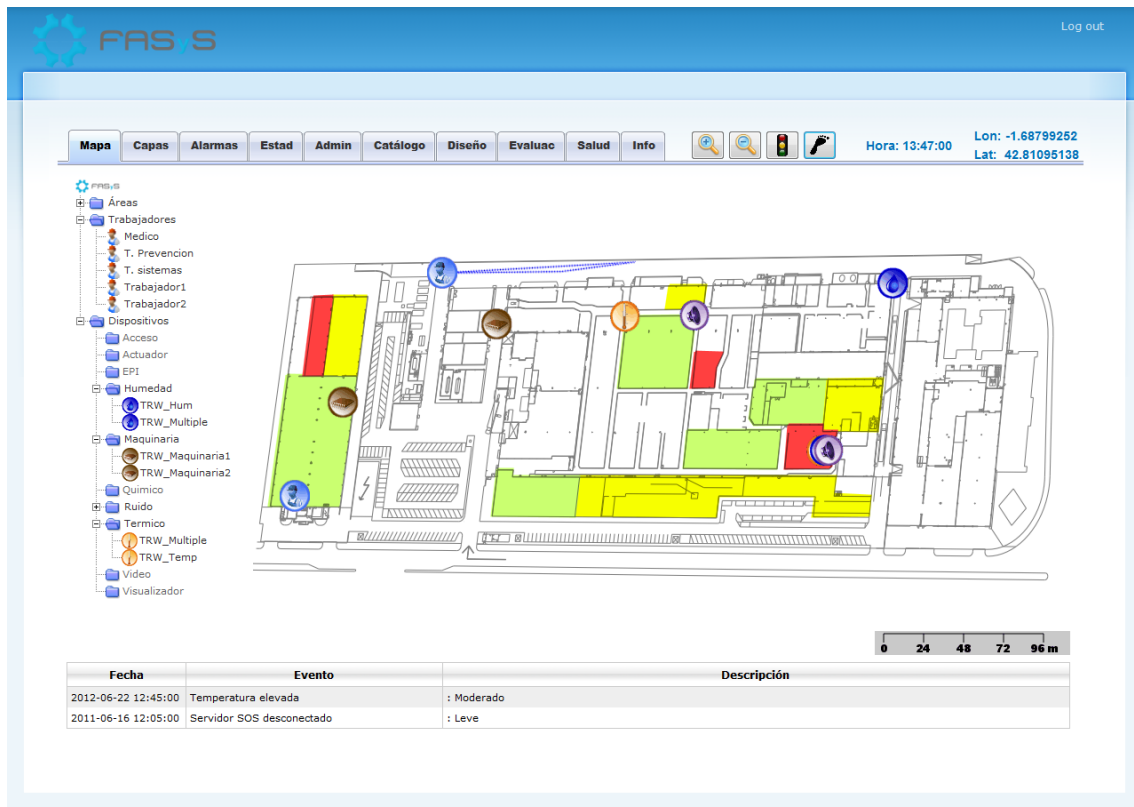 FASyS
Log out
Mapa Capas Alarmas Estad Admin Catálogo Diseño Evaluac Salud Info
Hora: 13:47:00
Lon: -1.68799252
Lat: 42.81095138
FASyS
Áreas
Trabajadores
Medico
T. Prevencion
T. sistemas
Trabajador1
Trabajador2
Dispositivos
Acceso
Actuador
EPI
Humedad
TRW_Hum
TRW_Multiple
Maquinaria
TRW_Maquinaria1
TRW_Maquinaria2
Quimico
Ruido
Termico
TRW_Multiple
TRW_Temp
Video
Visualizador
0 24 48 72 96 m
Fecha Evento Descripción
2012-06-22 12:45:00 Temperatura elevada : Moderado
2011-06-16 12:05:00 Servidor SOS desconectado : Leve